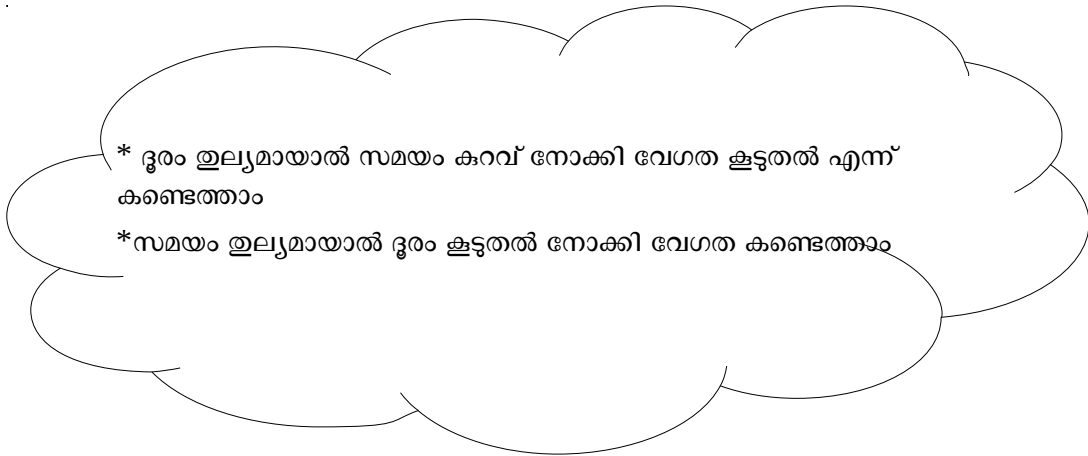 * ദൂരം തുല്യമായാൽ സമയം കുറവ് നോക്കി വേഗത കൂടുതൽ എന്ന്
കണ്ടെത്താം
*സമയം തുല്യമായാൽ ദൂരം കൂടുതൽ നോക്കി വേഗത കണ്ടെത്താം